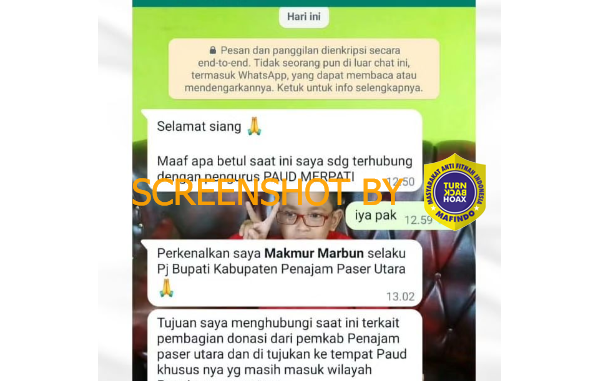 Hari ini
Pesan dan panggilan dienkripsi secara
end-to-end. Tidak seorang pun di luar chat ini,
termasuk WhatsApp, yang dapat membaca atau
mendengarkannya. Ketuk untuk info selengkapnya.
Selamat siang 🙏
Maaf apa betul saat ini saya sdg terhubung
dengan pengurus PAUD MERPATI
12.50
SCREENSHOT BY
MASYARAKAT ANTI FITNAH INDONESIA
TURN
BACK
HOAX
MAFINDO
iya pak 12.59
Perkenalkan saya Makmur Marbun selaku
Pj Bupati Kabupaten Penajam Paser Utara
🙏
13.02
Tujuan saya menghubungi saat ini terkait
pembagian donasi dari pemkab Penajam
paser utara dan di tujukan ke tempat Paud
khusus nya yg masih masuk wilayah